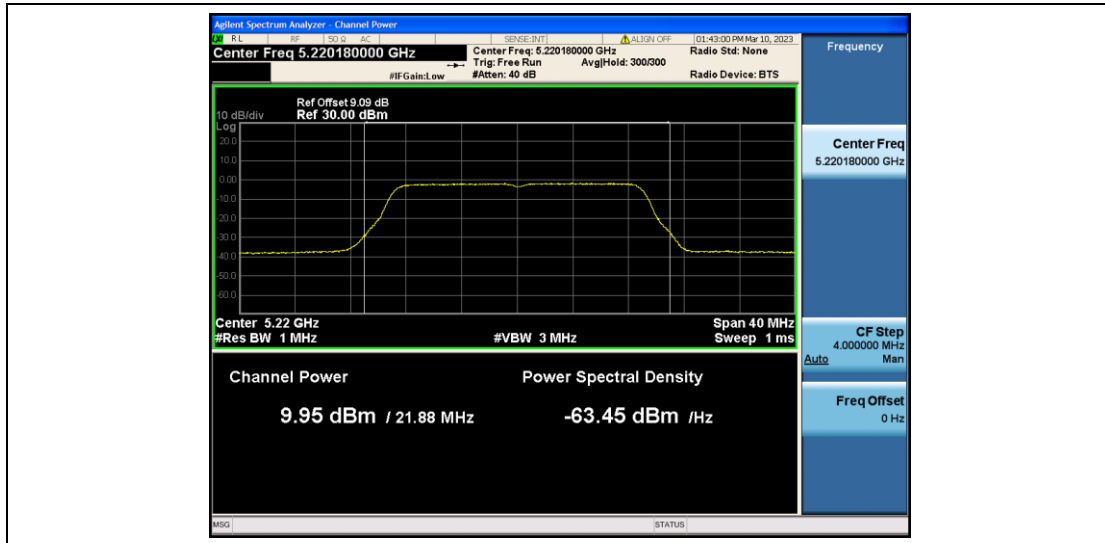 Agilent Spectrum Analyzer - Channel Power
RL RF 50 Ω AC SENSE:INT ALIGN OFF 01:43:00 PM Mar 10, 2023
Center Freq 5.220180000 GHz
Center Freq: 5.220180000 GHz
Radio Std: None
Trig: Free Run
Avg|Hold: 300/300
#IFGain:Low
#Atten: 40 dB
Radio Device: BTS
Ref Offset 9.09 dB
10 dB/div
Ref 30.00 dBm
Log
20.0
10.0
0.00
-10.0
-20.0
-30.0
-40.0
-50.0
-60.0
Center 5.22 GHz
Span 40 MHz
#Res BW 1 MHz
#VBW 3 MHz
Sweep 1 ms
Channel Power
Power Spectral Density
9.95 dBm / 21.88 MHz
-63.45 dBm /Hz
Frequency
Center Freq
5.220180000 GHz
CF Step
4.000000 MHz
Auto Man
Freq Offset
0 Hz
MSG
STATUS